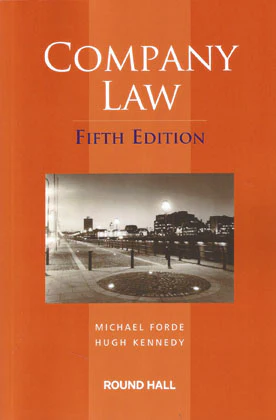 COMPANY
LAW
FIFTH EDITION
MICHAEL FORDE
HUGH KENNEDY
ROUND HALL